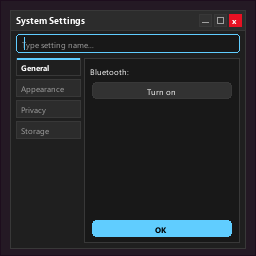 System Settings
Type setting name...
General
Appearance
Privacy
Storage
Bluetooth:
Turn on
OK